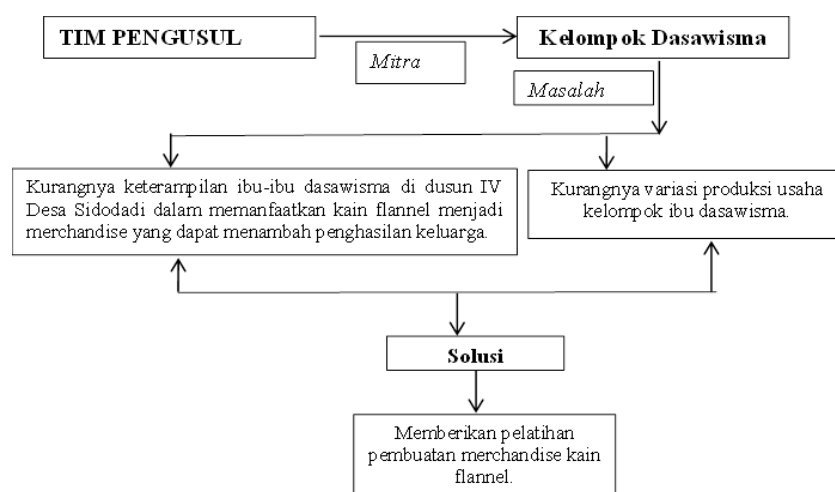 TIM PENGUSUL
Kelompok Dasawisma
Mitra
Masalah
Kurangnya keterampilan ibu-ibu dasawisma di dusun IV
Desa Sidodadi dalam memanfaatkan kain flannel menjadi
merchandise yang dapat menambah penghasilan keluarga.
Kurangnya variasi produksi usaha
kelompok ibu dasawisma.
Solusi
Memberikan pelatihan
pembuatan merchandise kain
flannel.